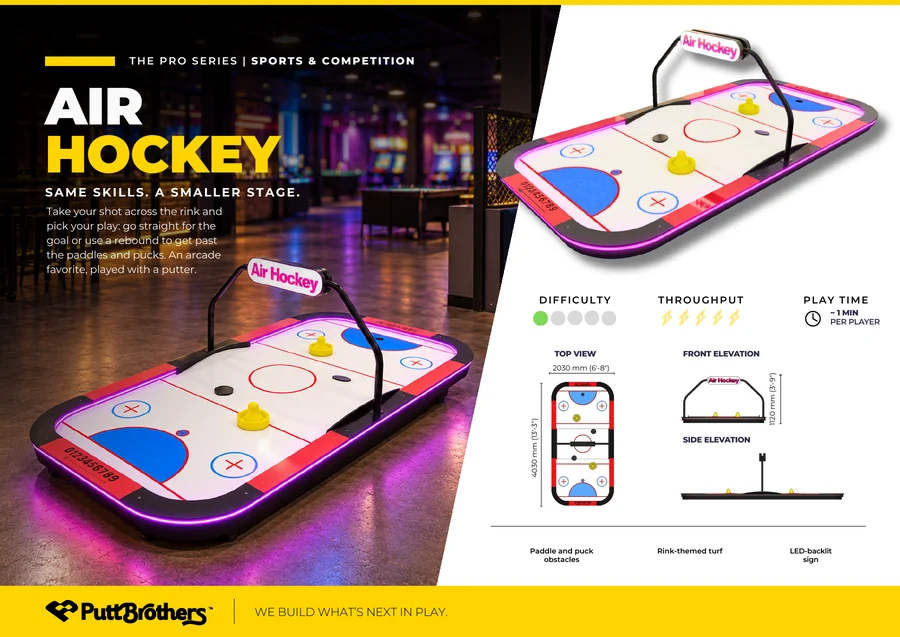 THE PRO SERIES | SPORTS & COMPETITION
AIR
HOCKEY
SAME SKILLS. A SMALLER STAGE.
Take your shot across the rink and
pick your play: go straight for the
goal or use a rebound to get past
the paddles and pucks. An arcade
favorite, played with a putter.
Air Hockey
0123456789
Air Hockey
0123456789
DIFFICULTY
THROUGHPUT
PLAY TIME
~ 1 MIN
PER PLAYER
TOP VIEW
2030 mm (6'-8")
4030 mm (13'-3")
FRONT ELEVATION
Air Hockey
1120 mm (3'-9")
SIDE ELEVATION
Paddle and puck
obstacles
Rink-themed turf
LED-backlit
sign
PuttBrothers™
WE BUILD WHAT'S NEXT IN PLAY.